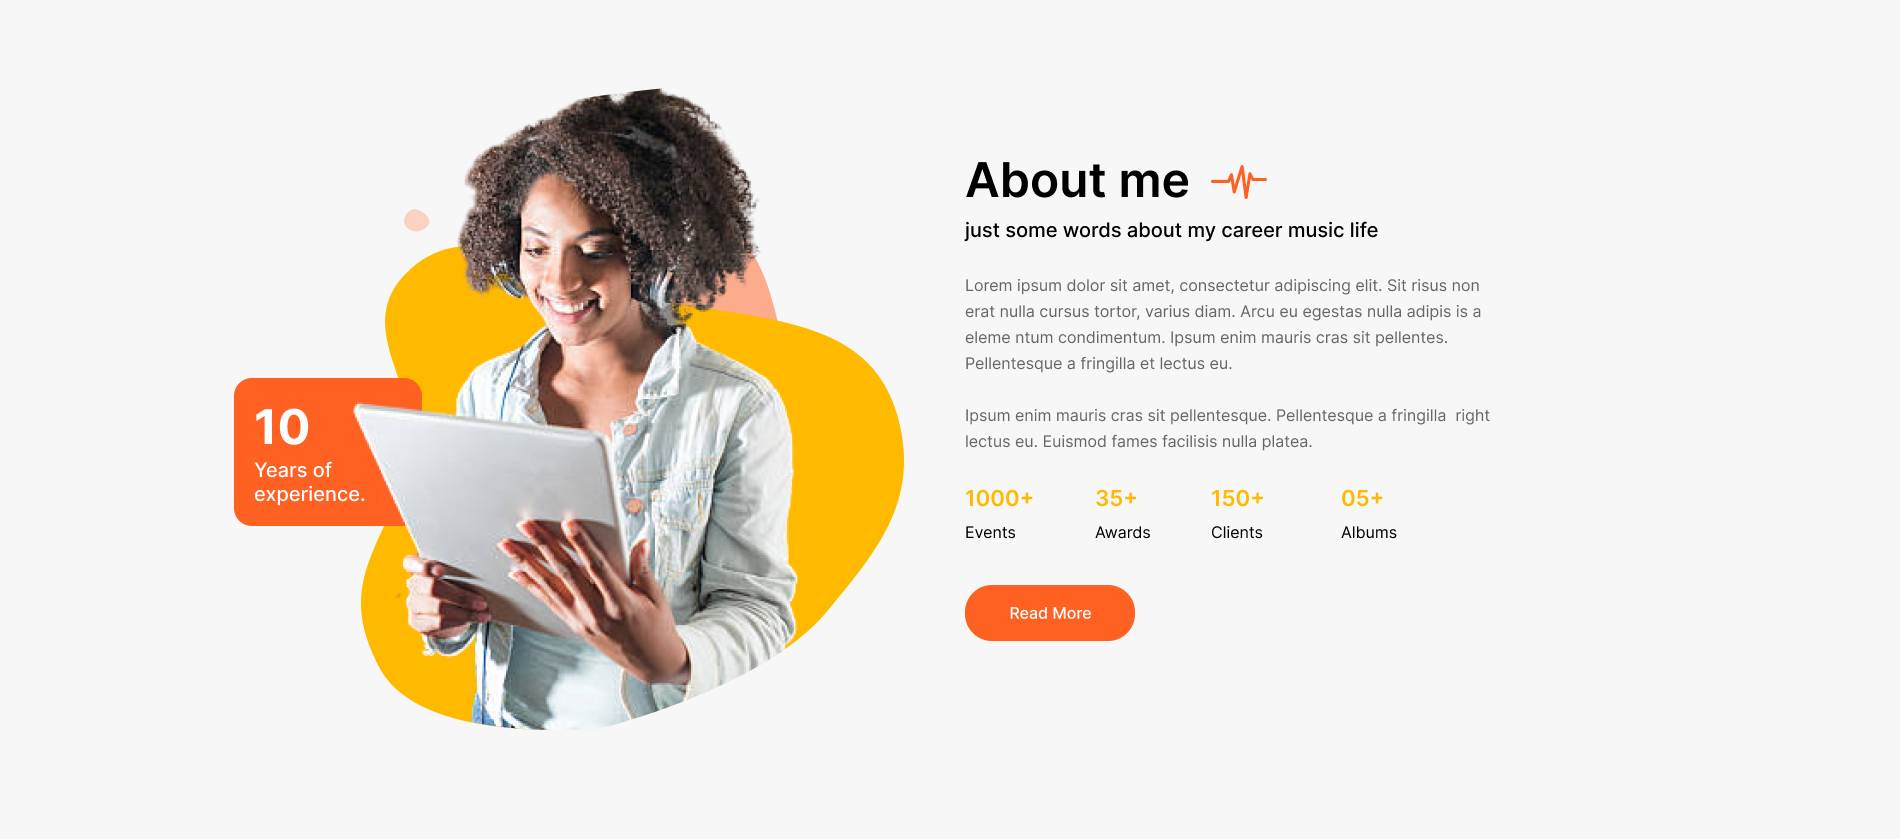 10
Years of
experience.
About me
just some words about my career music life
Lorem ipsum dolor sit amet, consectetur adipiscing elit. Sit risus non
erat nulla cursus tortor, varius diam. Arcu eu egestas nulla adipis is a
eleme ntum condimentum. Ipsum enim mauris cras sit pellentes.
Pellentesque a fringilla et lectus eu.
Ipsum enim mauris cras sit pellentesque. Pellentesque a fringilla  right
lectus eu. Euismod fames facilisis nulla platea.
1000+ 35+ 150+ 05+
Events Awards Clients Albums
Read More